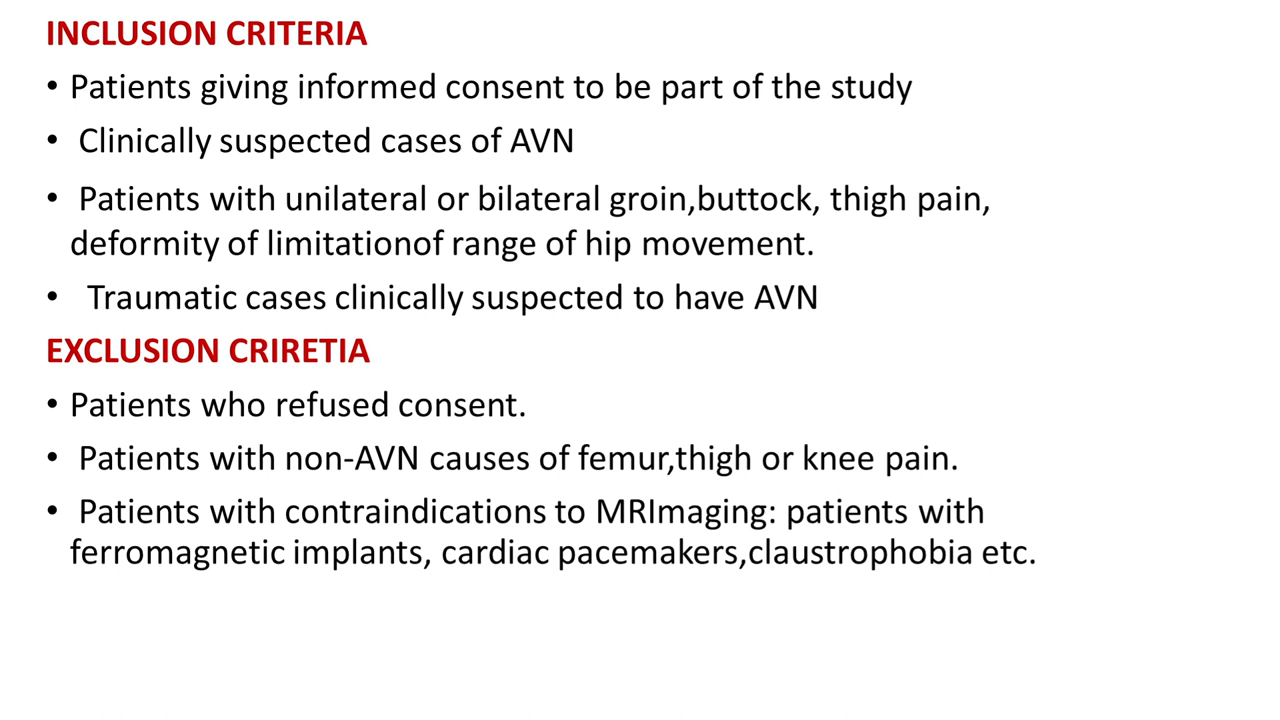 INCLUSION CRITERIA
• Patients giving informed consent to be part of the study
• Clinically suspected cases of AVN
• Patients with unilateral or bilateral groin,buttock, thigh pain,
deformity of limitationof range of hip movement.
• Traumatic cases clinically suspected to have AVN
EXCLUSION CRIRETIA
• Patients who refused consent.
• Patients with non-AVN causes of femur,thigh or knee pain.
• Patients with contraindications to MRImaging: patients with
ferromagnetic implants, cardiac pacemakers,claustrophobia etc.